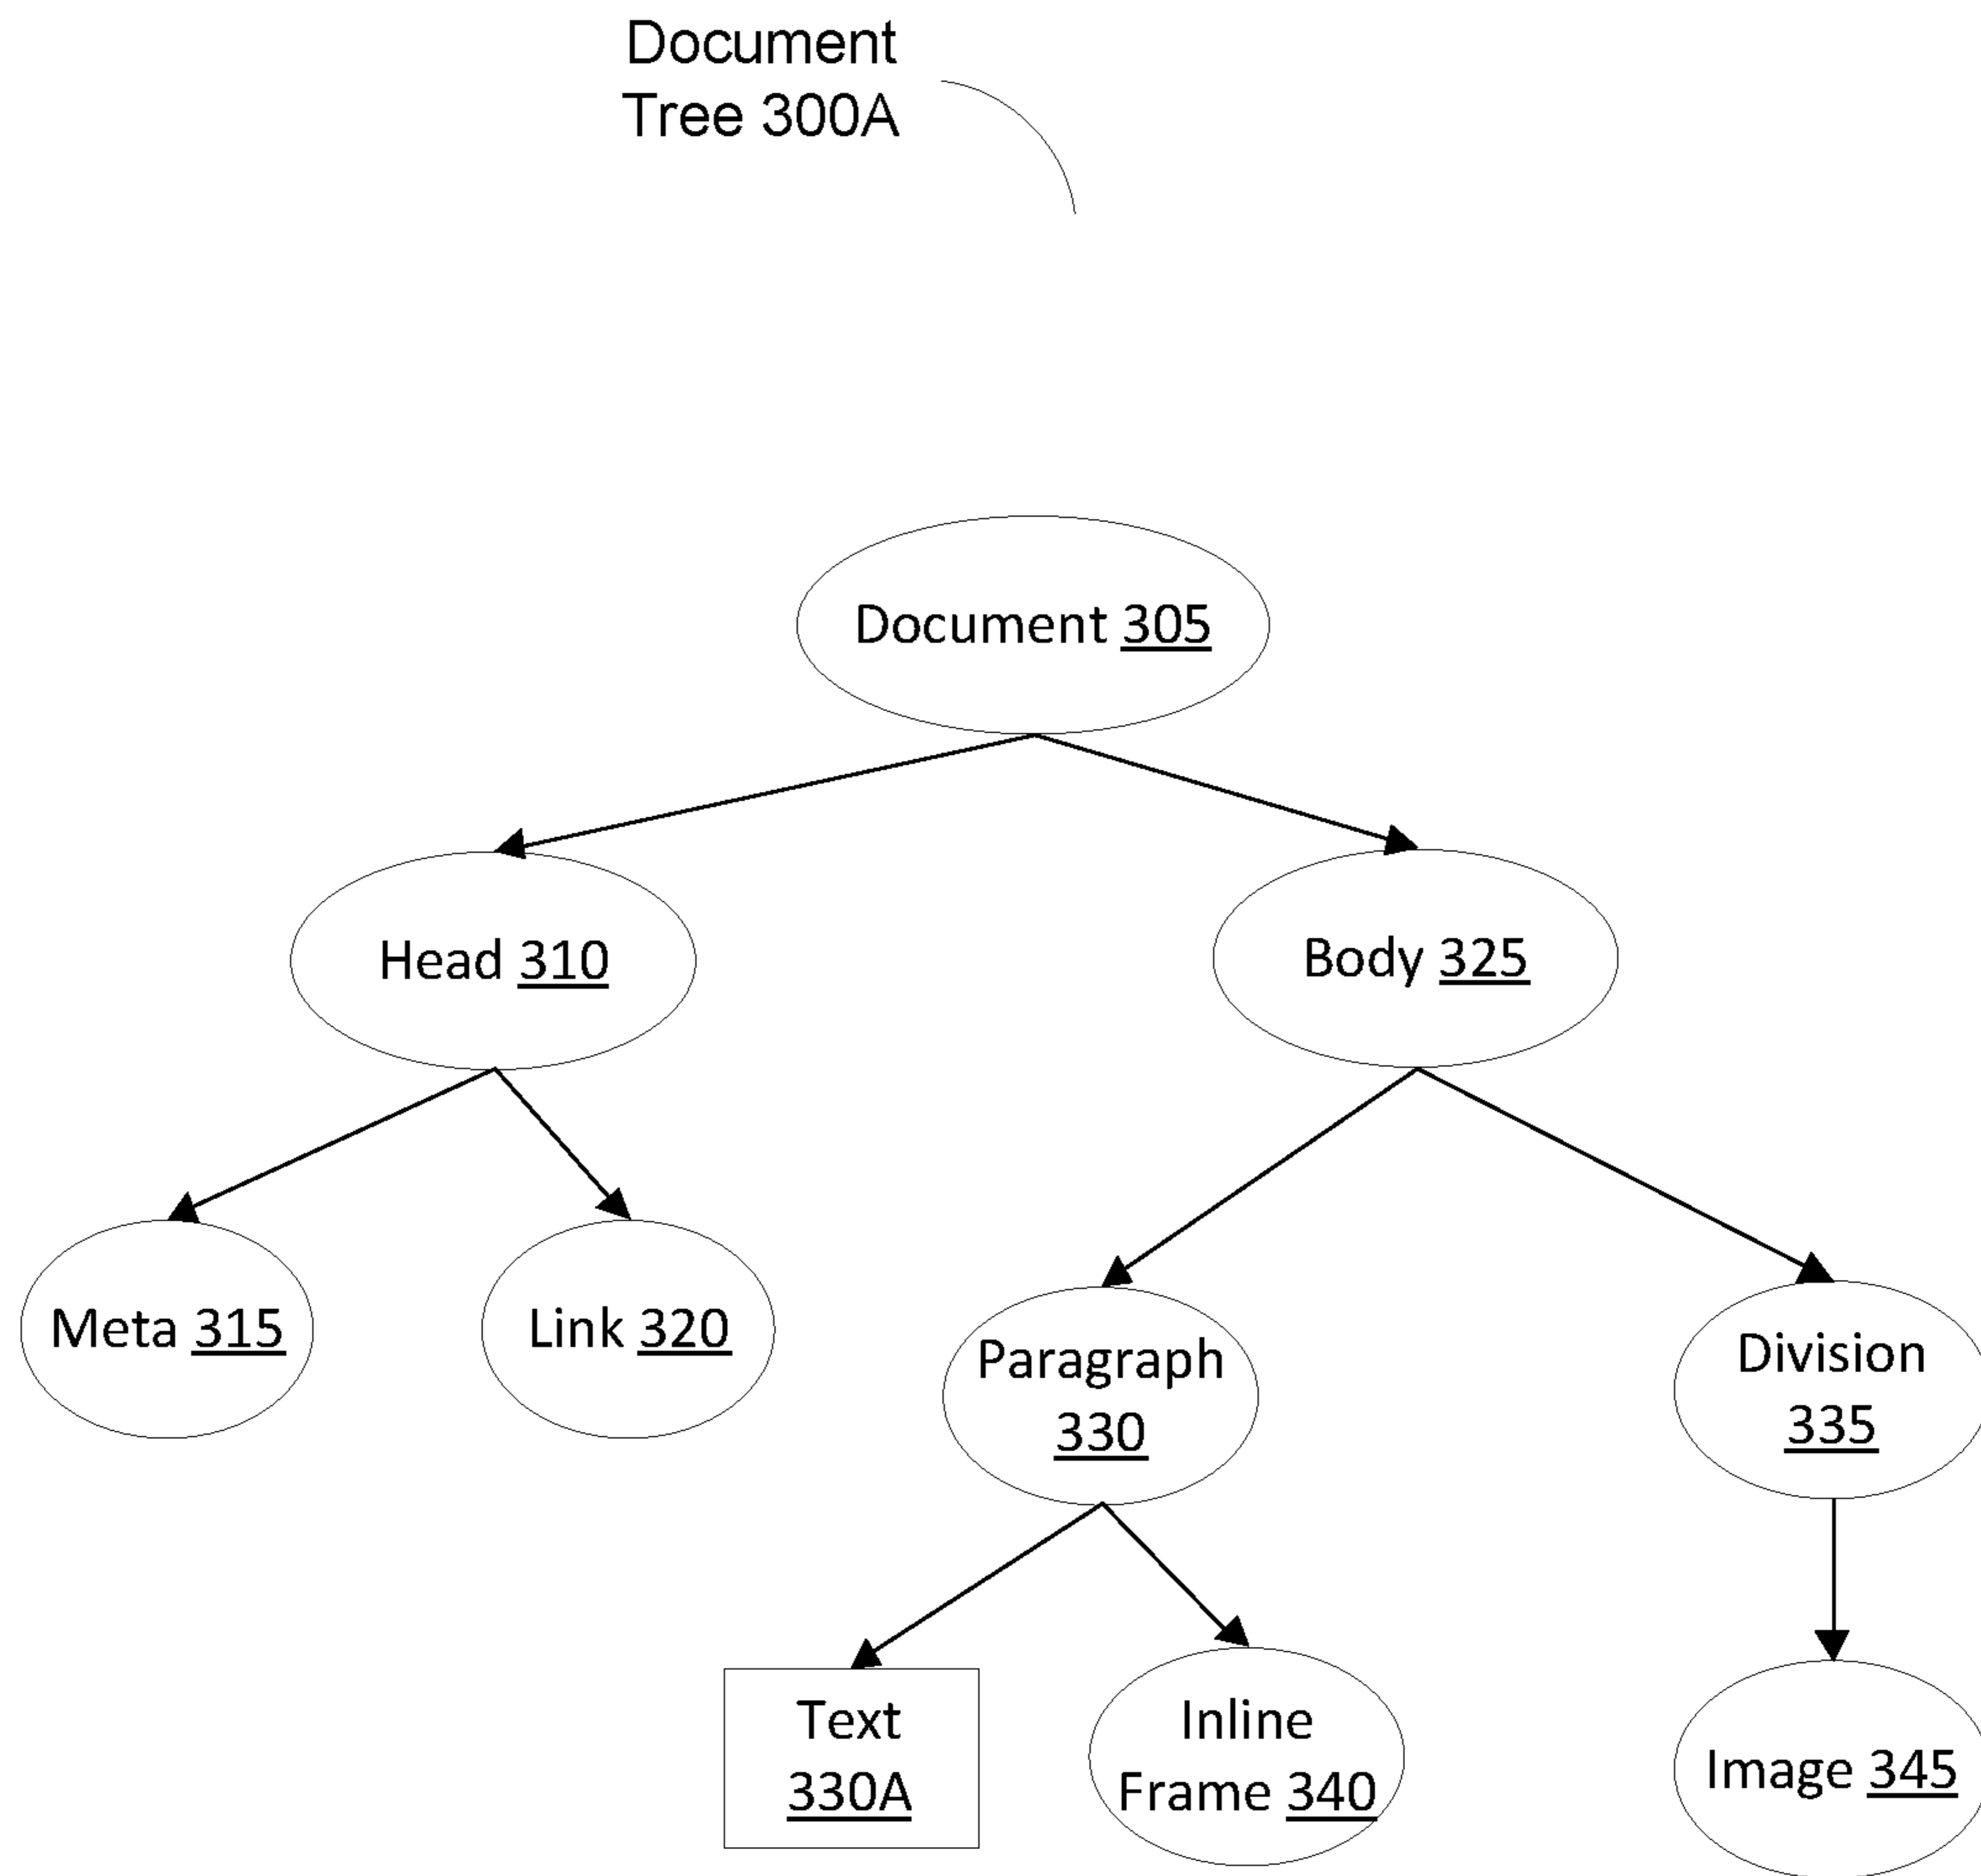 Document
Tree 300A
Document 305
Head 310
Body 325
Meta 315
Link 320
Paragraph
330
Division
335
Text
330A
Inline
Frame 340
Image 345